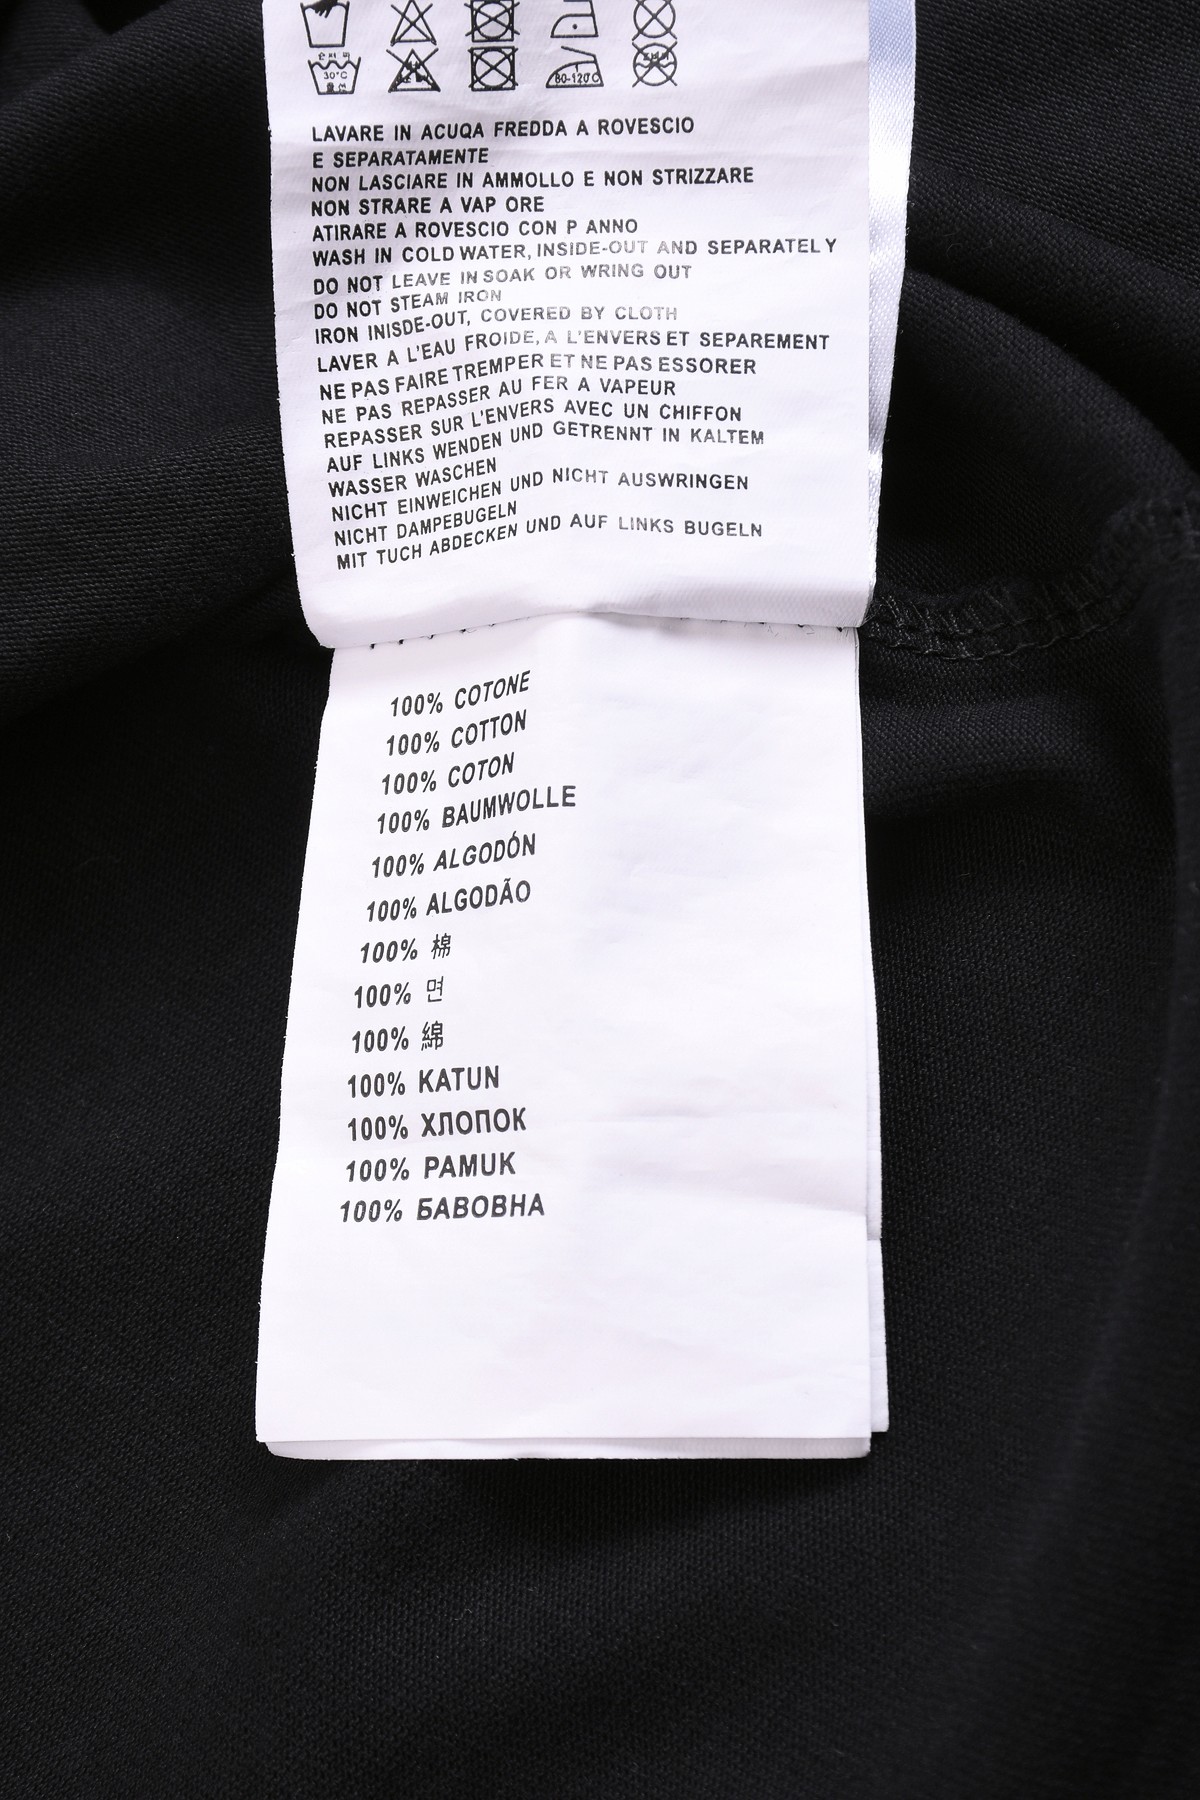 30°C
80-120°C
LAVARE IN ACUQA FREDDA A ROVESCIO
E SEPARATAMENTE
NON LASCIARE IN AMMOLLO E NON STRIZZARE
NON STRARE A VAP ORE
ATIRARE A ROVESCIO CON P ANNO
WASH IN COLD WATER, INSIDE-OUT AND SEPARATELY
DO NOT LEAVE IN SOAK OR WRING OUT
DO NOT STEAM IRON
IRON INISDE-OUT, COVERED BY CLOTH
LAVER A L'EAU FROIDE, A L'ENVERS ET SEPAREMENT
NE PAS FAIRE TREMPER ET NE PAS ESSORER
NE PAS REPASSER AU FER A VAPEUR
REPASSER SUR L'ENVERS AVEC UN CHIFFON
AUF LINKS WENDEN UND GETRENNT IN KALTEM
WASSER WASCHEN
NICHT EINWEICHEN UND NICHT AUSWRINGEN
NICHT DAMPEBUGELN
MIT TUCH ABDECKEN UND AUF LINKS BUGELN
100% COTONE
100% COTTON
100% COTON
100% BAUMWOLLE
100% ALGODÓN
100% ALGODÃO
100% 棉
100% 면
100% 綿
100% KATUN
100% ХЛОПОК
100% PAMUK
100% БАВОВНА